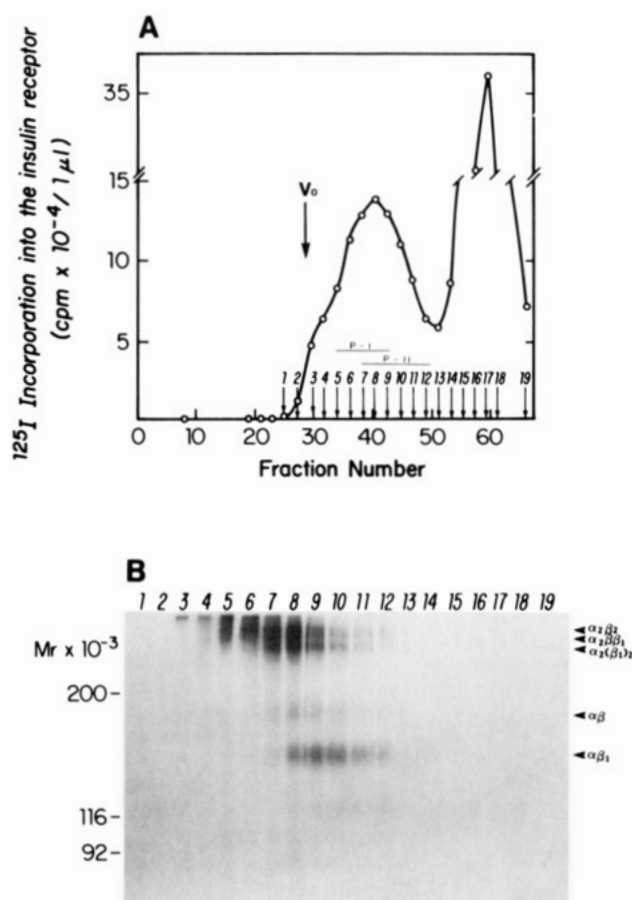 A
¹²⁵I Incorporation into the insulin receptor
(cpm x 10⁻⁴/ 1 μl)
35
15
10
5
V₀
P - I
P - II
1 2 3 4 5 6 7 8 9 10 11 12 13 14 15 16 17 18 19
0 10 20 30 40 50 60
Fraction Number
B
1 2 3 4 5 6 7 8 9 10 11 12 13 14 15 16 17 18 19
Mr x 10⁻³
α₂β₂
α₂ββ₁
α₂(β₁)₂
200
αβ
αβ₁
116
92